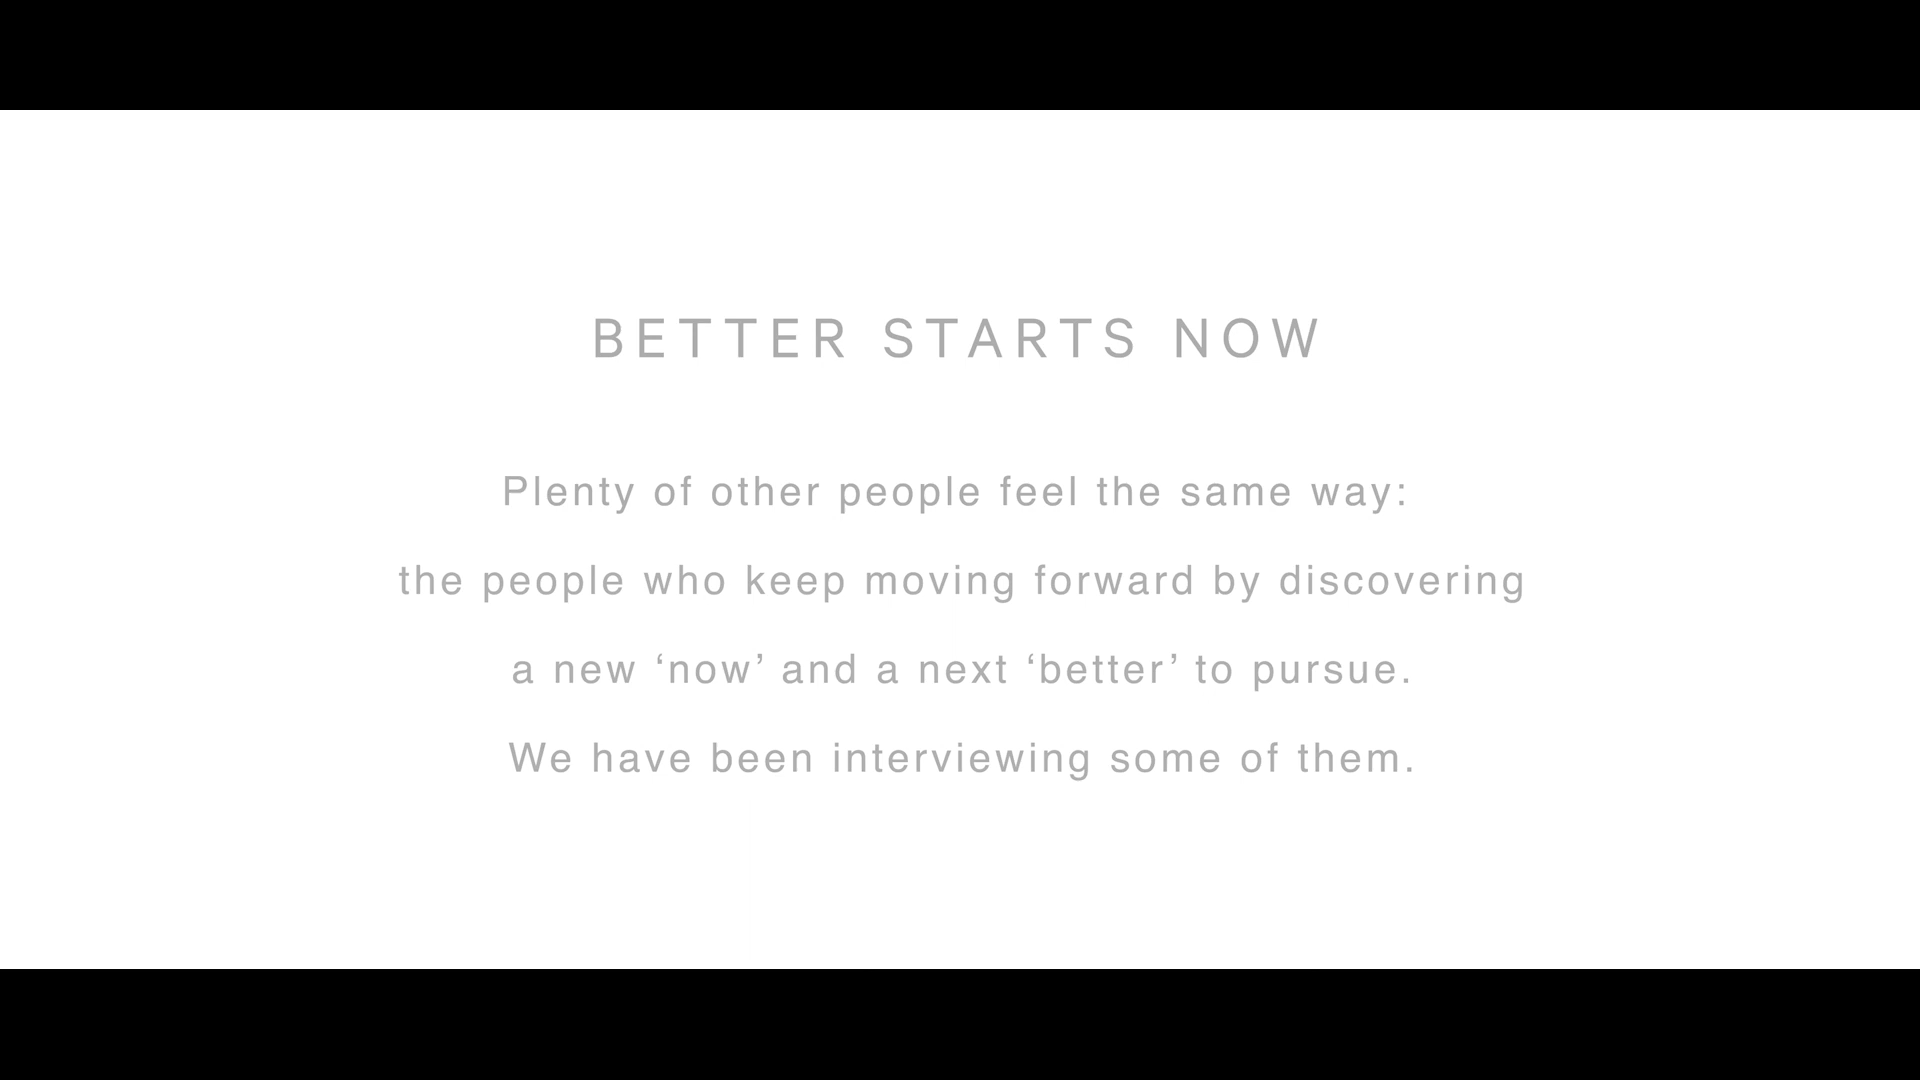 BETTER STARTS NOW
Plenty of other people feel the same way:
the people who keep moving forward by discovering
a new ‘now’ and a next ‘better’ to pursue.
We have been interviewing some of them.